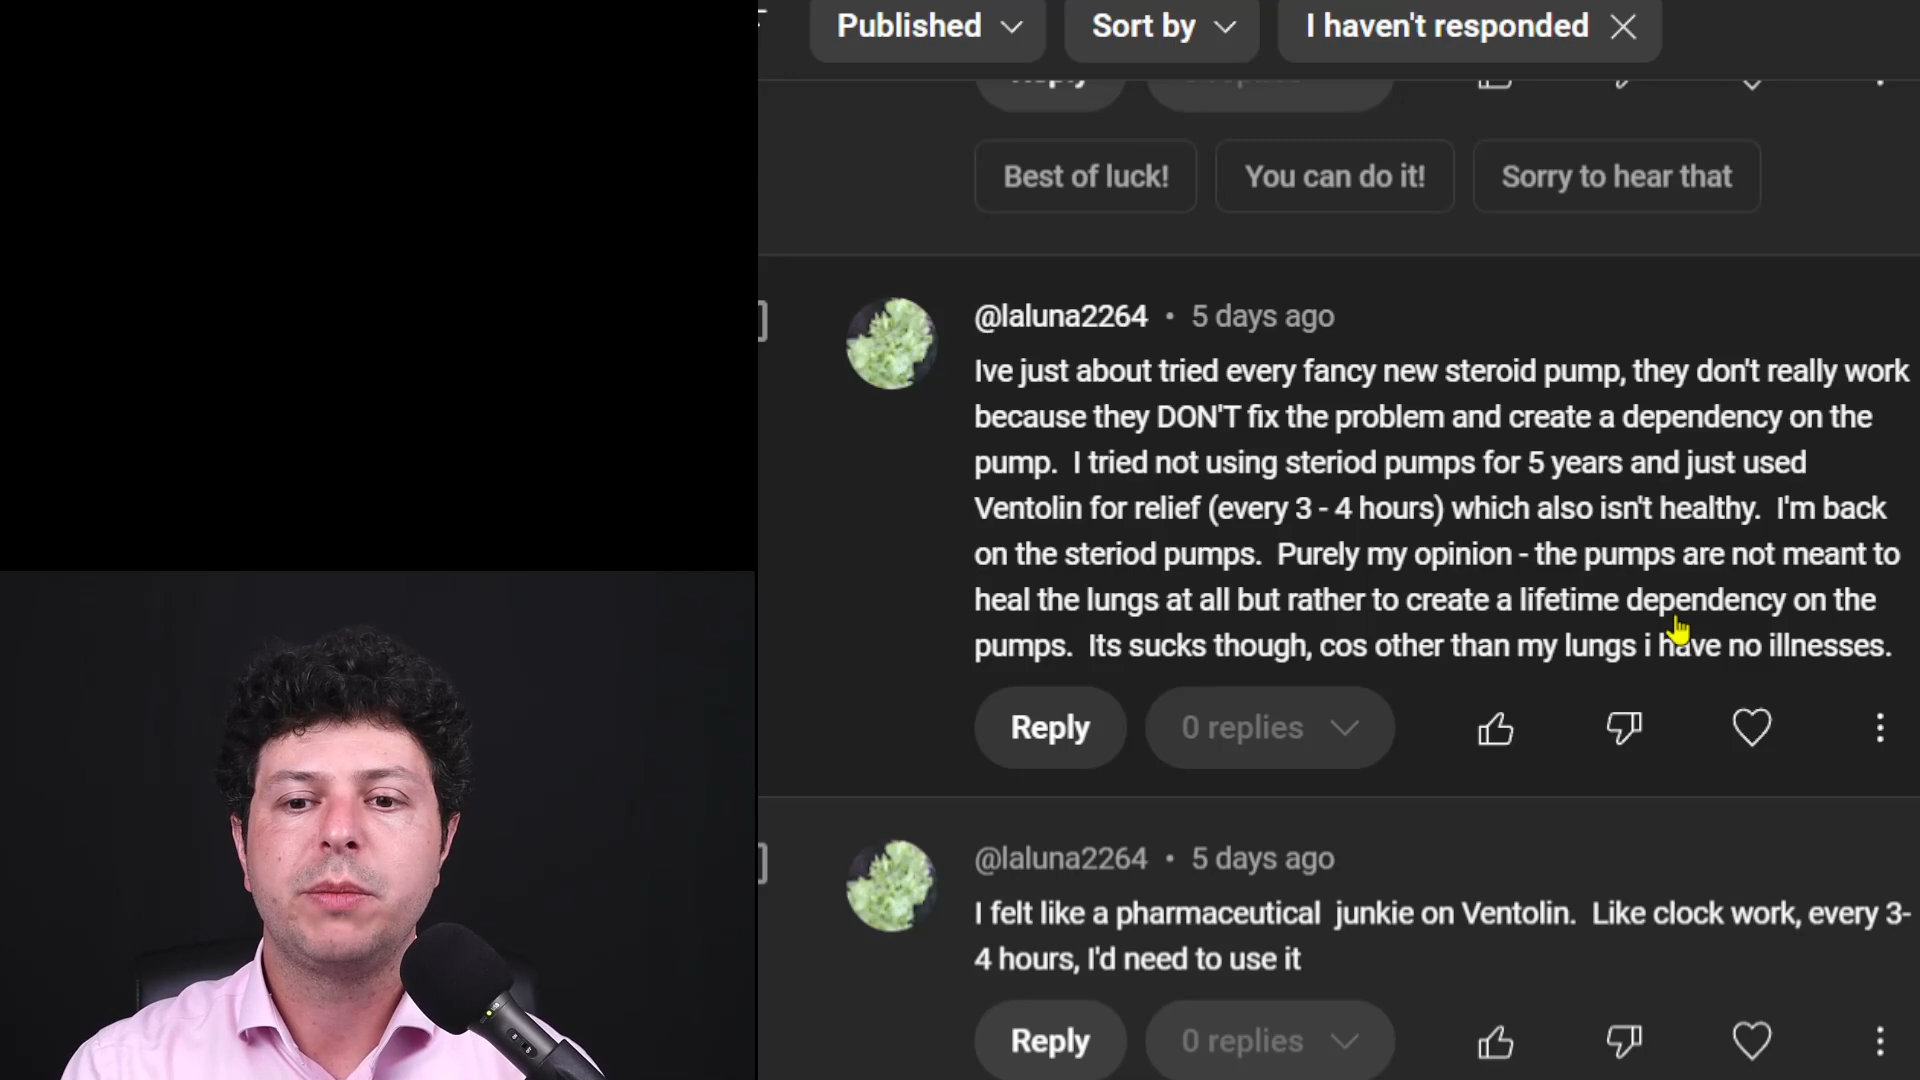 Published
Sort by
I haven't responded
Reply
Best of luck!
You can do it!
Sorry to hear that
@laluna2264 • 5 days ago
Ive just about tried every fancy new steroid pump, they don't really work
because they DON'T fix the problem and create a dependency on the
pump.  I tried not using steriod pumps for 5 years and just used
Ventolin for relief (every 3 - 4 hours) which also isn't healthy.  I'm back
on the steriod pumps.  Purely my opinion - the pumps are not meant to
heal the lungs at all but rather to create a lifetime dependency on the
pumps.  Its sucks though, cos other than my lungs i have no illnesses.
Reply
0 replies
@laluna2264 • 5 days ago
I felt like a pharmaceutical  junkie on Ventolin.  Like clock work, every 3-
4 hours, I'd need to use it
Reply
0 replies